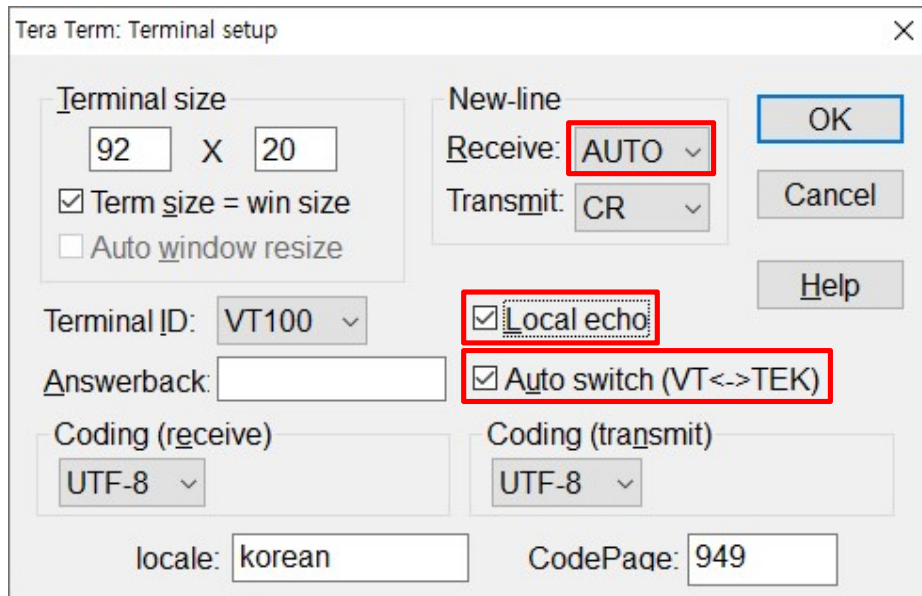 Tera Term: Terminal setup
Terminal size
92 X 20
Term size = win size
Auto window resize
New-line
Receive: AUTO
Transmit: CR
OK
Cancel
Help
Terminal ID: VT100
Local echo
Answerback:
Auto switch (VT<->TEK)
Coding (receive)
UTF-8
Coding (transmit)
UTF-8
locale: korean
CodePage: 949